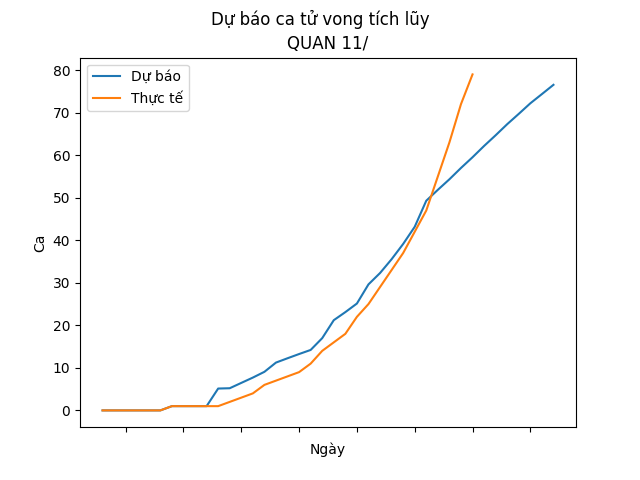 Dự báo ca tử vong tích lũy
QUAN 11/
Dự báo
Thực tế
80
70
60
50
40
30
20
10
0
Ca
Ngày